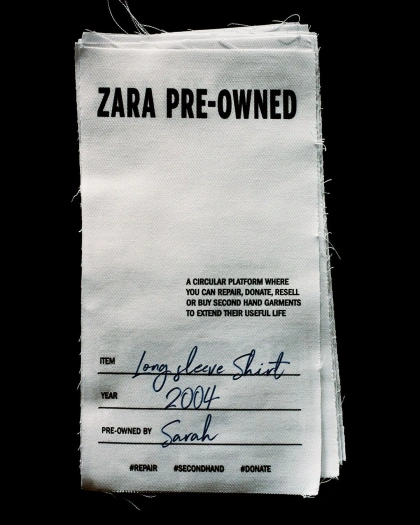 ZARA PRE-OWNED
A CIRCULAR PLATFORM WHERE
YOU CAN REPAIR, DONATE, RESELL
OR BUY SECOND HAND GARMENTS
TO EXTEND THEIR USEFUL LIFE
ITEM Long sleeve Shirt
YEAR 2004
PRE-OWNED BY Sarah
#REPAIR #SECONDHAND #DONATE